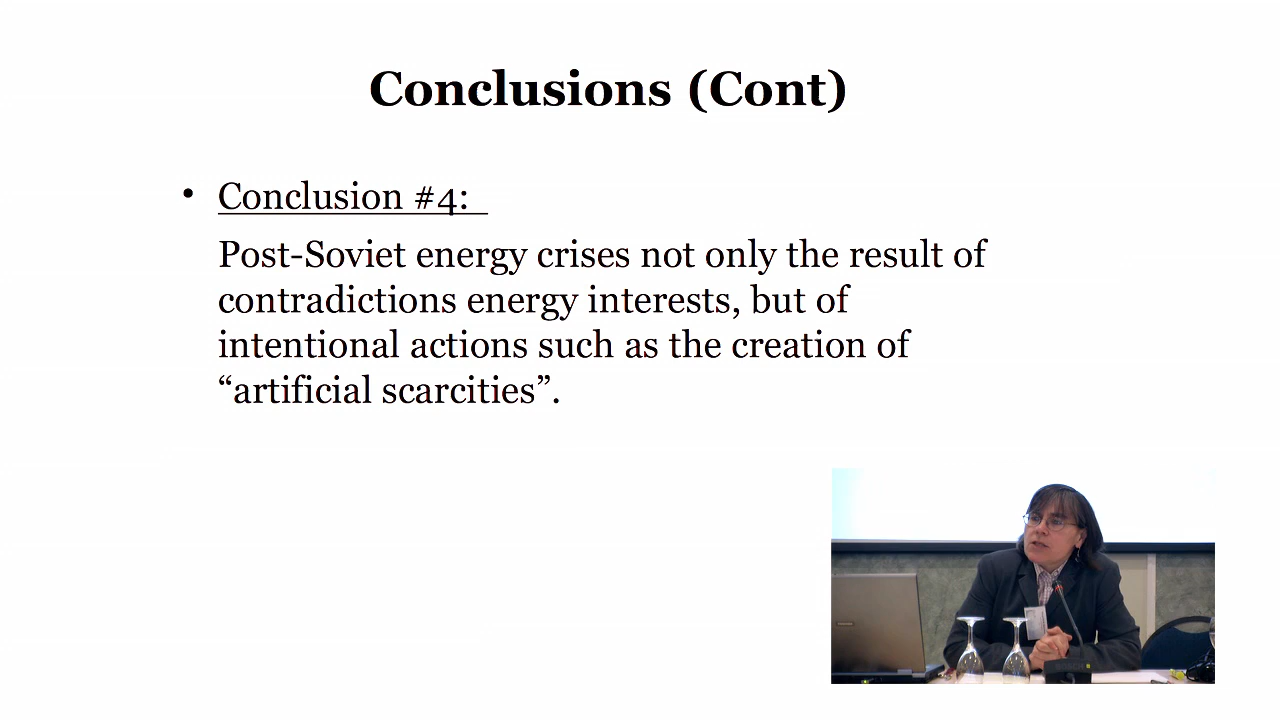 Conclusions (Cont)
• Conclusion #4:
Post-Soviet energy crises not only the result of
contradictions energy interests, but of
intentional actions such as the creation of
“artificial scarcities”.